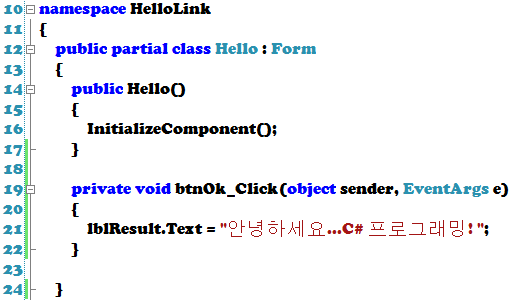 10 namespace HelloLink
11 {
12 public partial class Hello : Form
13 {
14 public Hello()
15 {
16 InitializeComponent();
17 }
18
19 private void btnOk_Click(object sender, EventArgs e)
20 {
21 lblResult.Text = "안녕하세요...C# 프로그래밍! ";
22 }
23
24 }